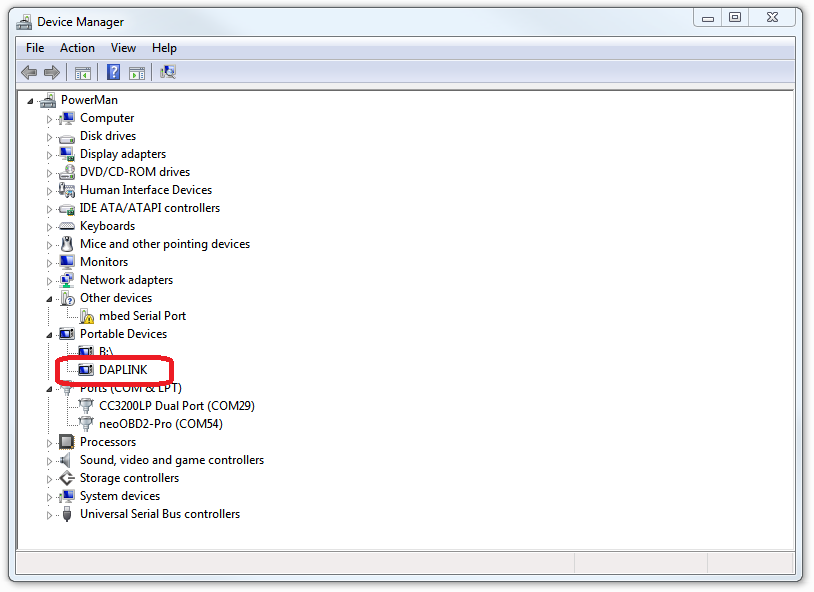 Device Manager
File Action View Help
?
PowerMan
Computer
Disk drives
Display adapters
DVD/CD-ROM drives
Human Interface Devices
IDE ATA/ATAPI controllers
Keyboards
Mice and other pointing devices
Monitors
Network adapters
Other devices
mbed Serial Port
Portable Devices
B:\
DAPLINK
Ports (COM & LPT)
CC3200LP Dual Port (COM29)
neoOBD2-Pro (COM54)
Processors
Sound, video and game controllers
Storage controllers
System devices
Universal Serial Bus controllers